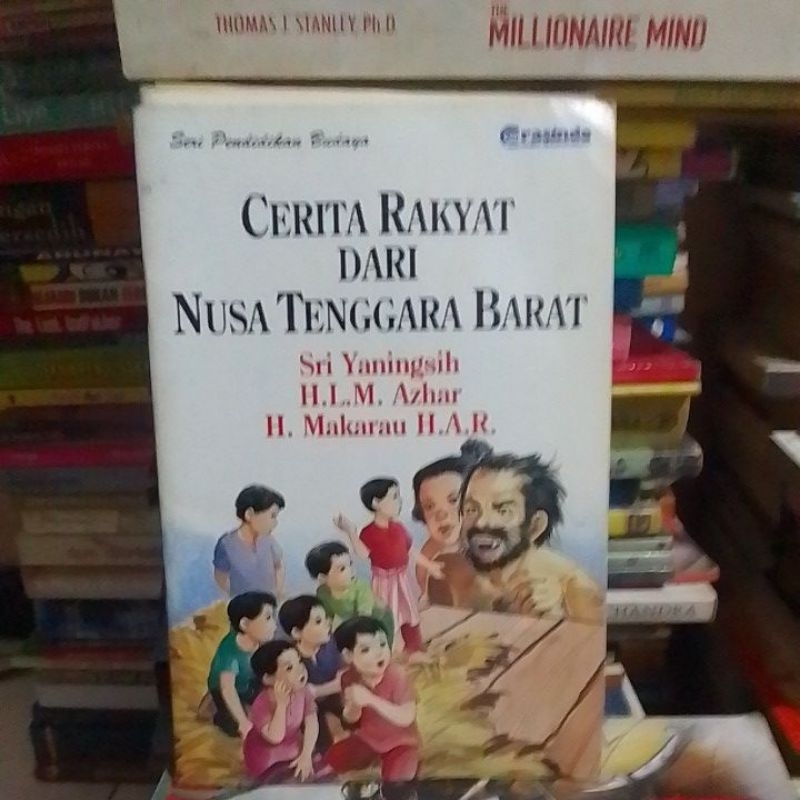 THOMAS J. STANLEY, Ph.D.
THE MILLIONAIRE MIND
Seri Pendidikan Budaya
Grasindo
CERITA RAKYAT
DARI
NUSA TENGGARA BARAT
Sri Yaningsih
H.L.M. Azhar
H. Makarau H.A.R.